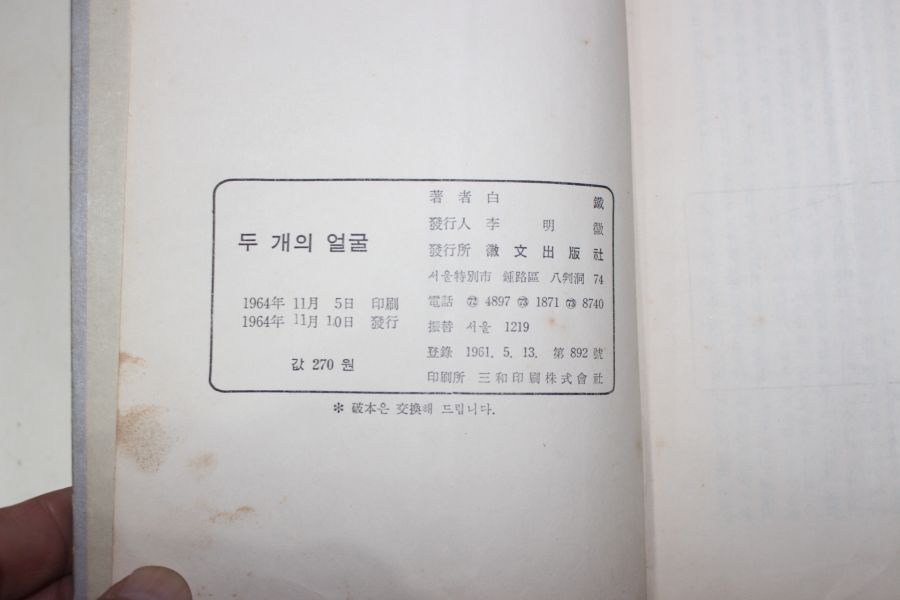 두 개의 얼굴
1964年 11月 5日 印刷
1964年 11月 10日 發行
값 270 원
著者 白 鐵
發行人 李 明 徽
發行所 徽文出版社
서울特別市 鍾路區 八判洞 74
電話 ㉒ 4897 ㉓ 1871 ㉓ 8740
振替 서울 1219
登錄 1961. 5. 13. 第 892 號
印刷所 三和印刷株式會社
＊ 破本은 交換해 드립니다.